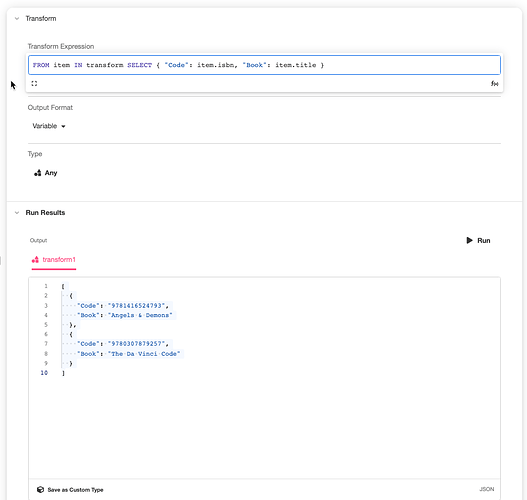 Transform
Transform Expression
FROM item IN transform SELECT { "Code": item.isbn, "Book": item.title }
Output Format
Variable
Type
Any
Run Results
Output
Run
transform1
1 [
2 {
3 "Code": "9781416524793",
4 "Book": "Angels & Demons"
5 },
6 {
7 "Code": "9780307879257",
8 "Book": "The Da Vinci Code"
9 }
10 ]
Save as Custom Type
JSON